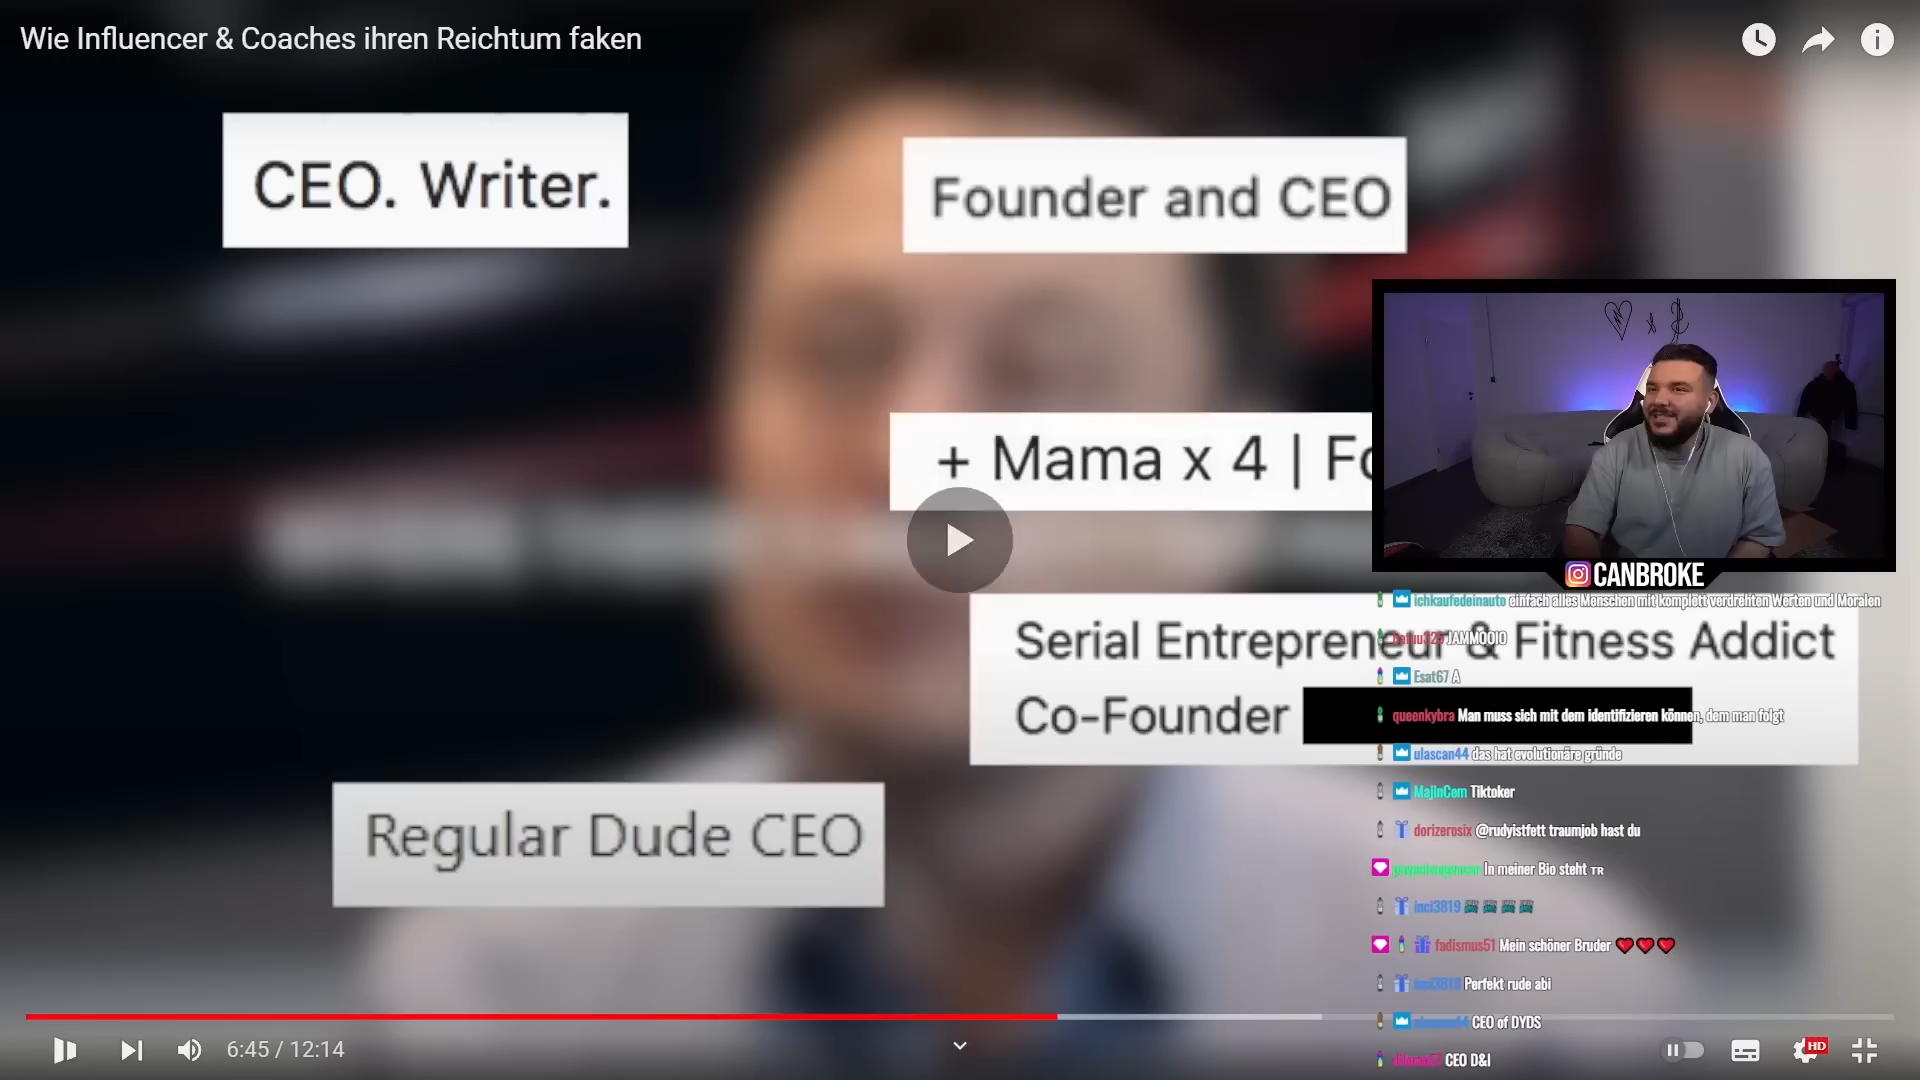 Wie Influencer & Coaches ihren Reichtum faken
CEO. Writer.
Founder and CEO
+ Mama x 4 |
Serial Entrepreneur & Fitness Addict
Co-Founder
Regular Dude CEO
CANBROKE
ichkaufedeinauto einfach alles Menschen mit komplett verdrehten Werten und Moralen
JAMMOOIO
Esat67 A
queenkybra Man muss sich mit dem identifizieren können, dem man folgt
ulascan44 das hat evolutionäre gründe
MajinCem Tiktoker
dorizerosix @rudyistfett traumjob hast du
In meiner Bio steht TR
inci3819
fadismus51 Mein schöner Bruder
inci3819 Perfekt rude abi
CEO of DYDS
CEO D&I
6:45 / 12:14
HD